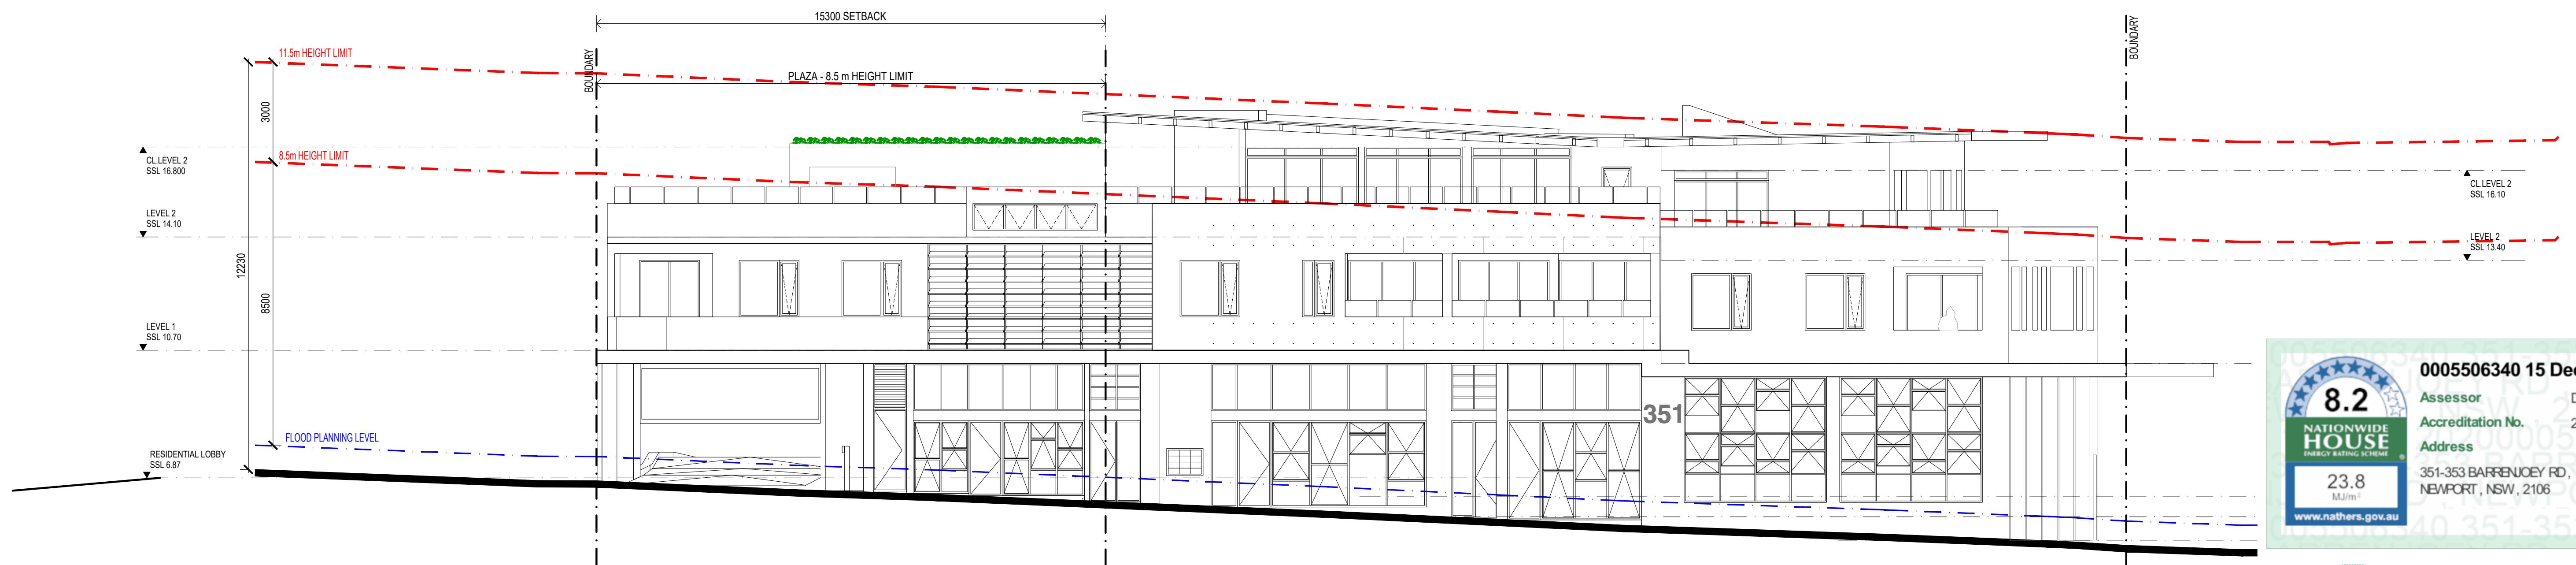 15300 SETBACK
BOUNDARY
BOUNDARY
11.5m HEIGHT LIMIT
PLAZA - 8.5 m HEIGHT LIMIT
3000
8.5m HEIGHT LIMIT
CL.LEVEL 2
SSL 16.800
CL.LEVEL 2
SSL 16.10
LEVEL 2
SSL 14.10
LEVEL 2
SSL 13.40
12230
8500
LEVEL 1
SSL 10.70
351
FLOOD PLANNING LEVEL
RESIDENTIAL LOBBY
SSL 6.87
8.2
NATIONWIDE
HOUSE
ENERGY RATING SCHEME
23.8
MJ/m²
www.nathers.gov.au
0005506340 15 Dec
Assessor
Accreditation No.
Address
351-353 BARRENJOEY RD ,
NEWPORT , NSW , 2106